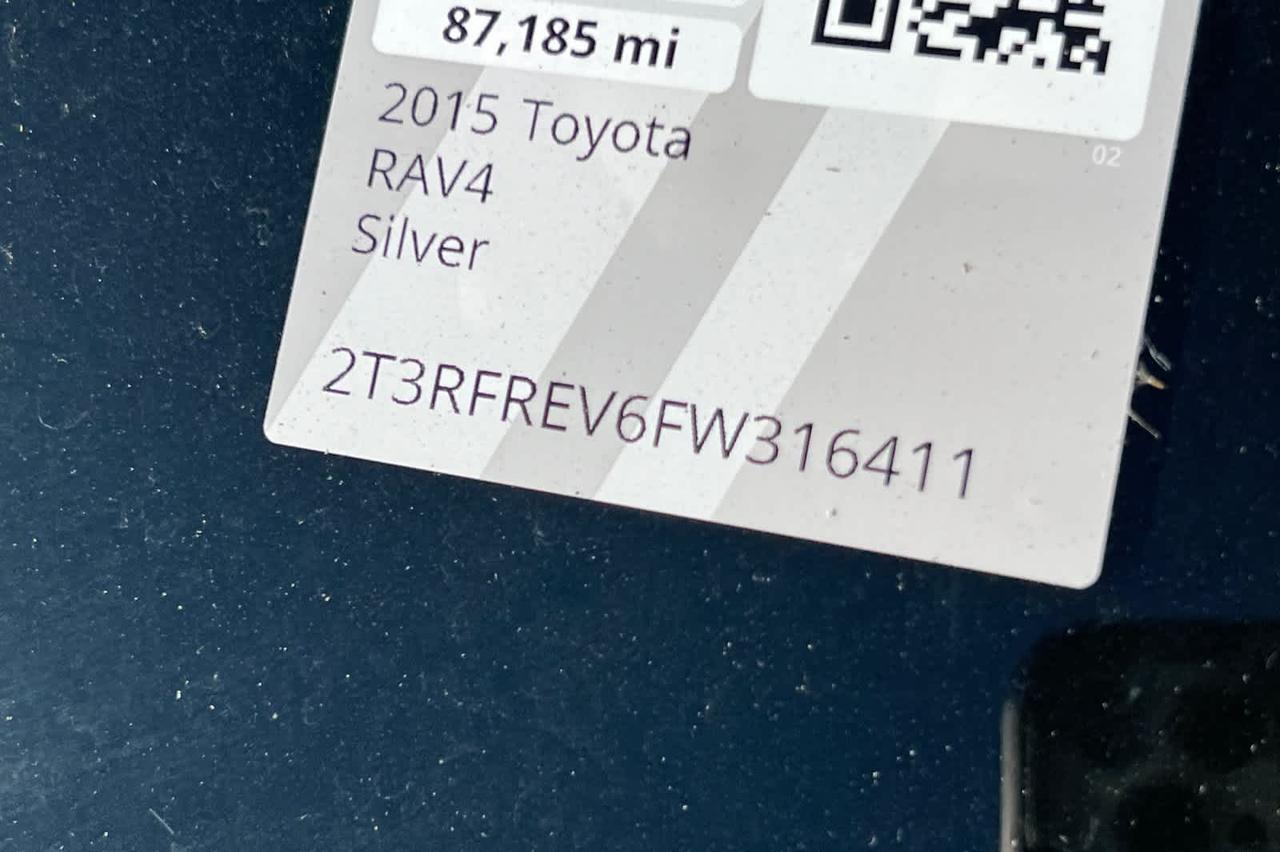 87,185 mi
02
2015 Toyota
RAV4
Silver
2T3RFREV6FW316411